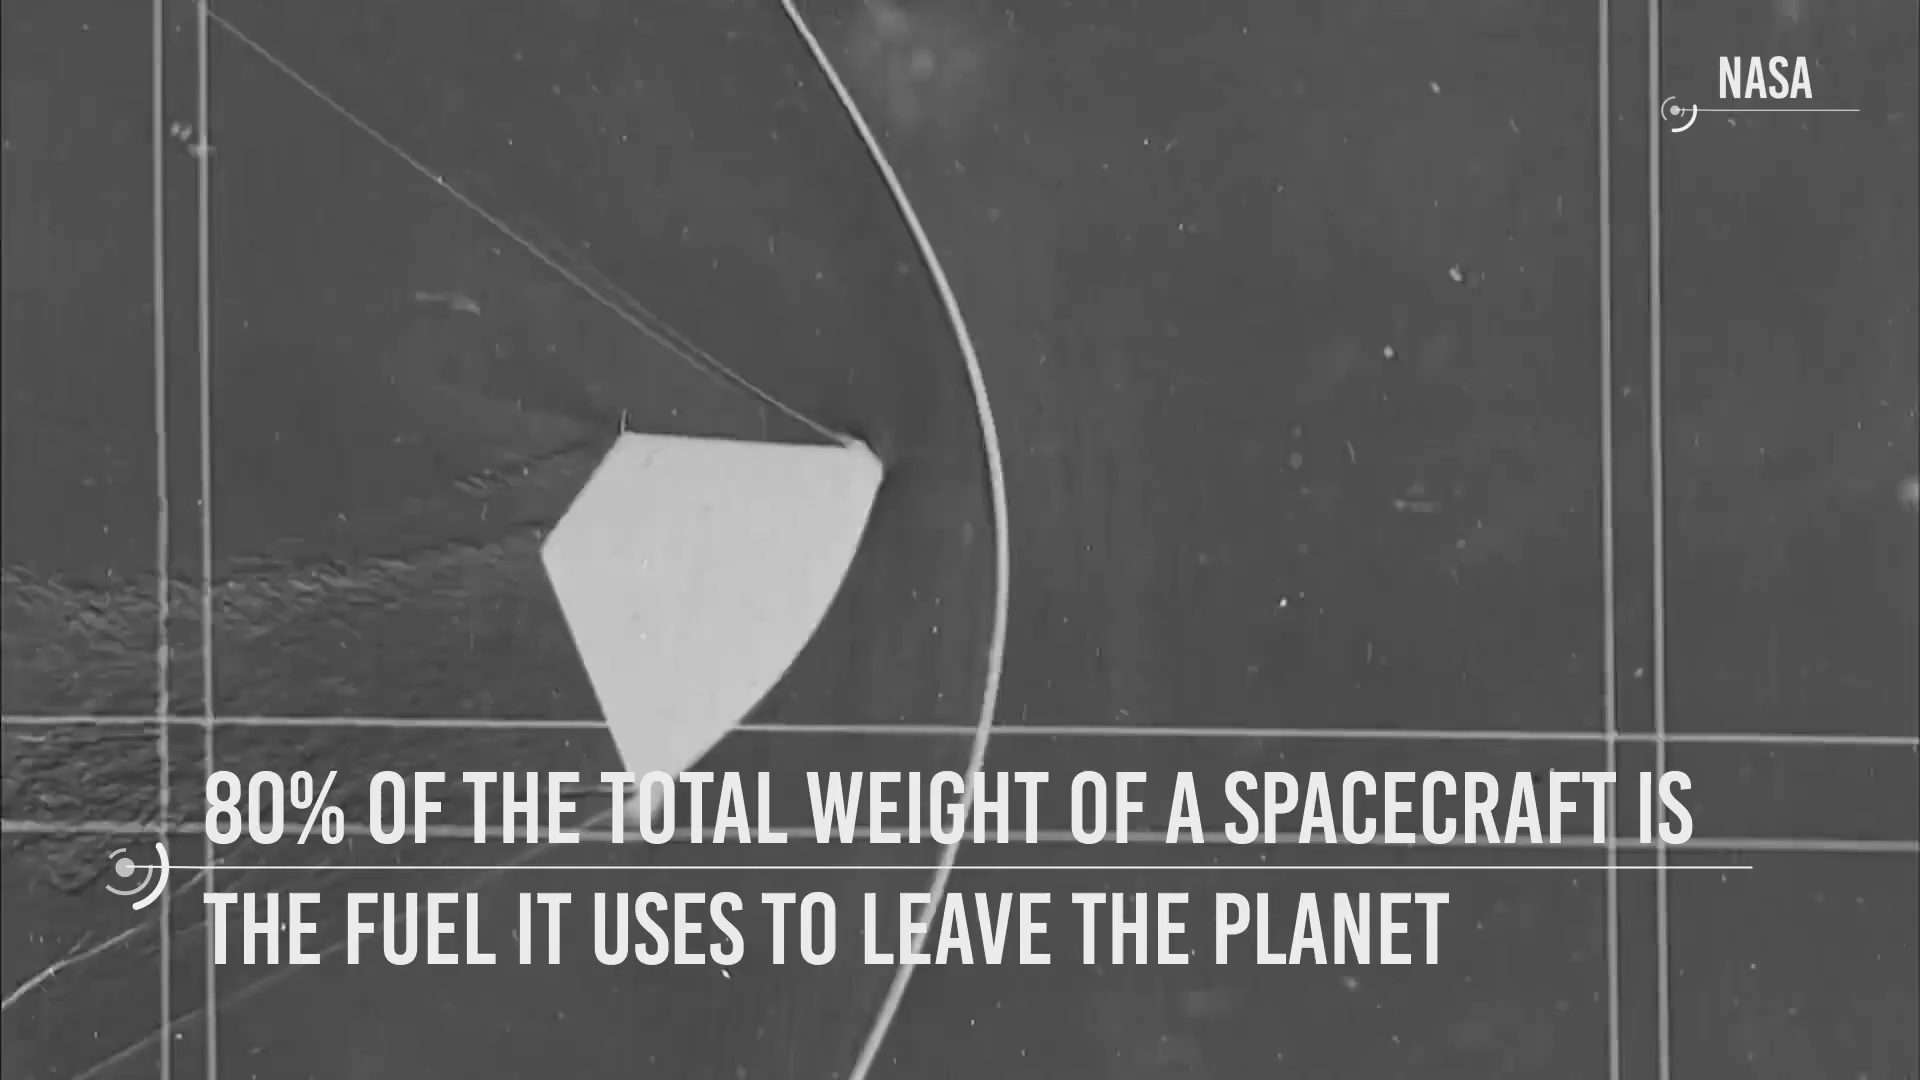 NASA
80% OF THE TOTAL WEIGHT OF A SPACECRAFT IS
THE FUEL IT USES TO LEAVE THE PLANET